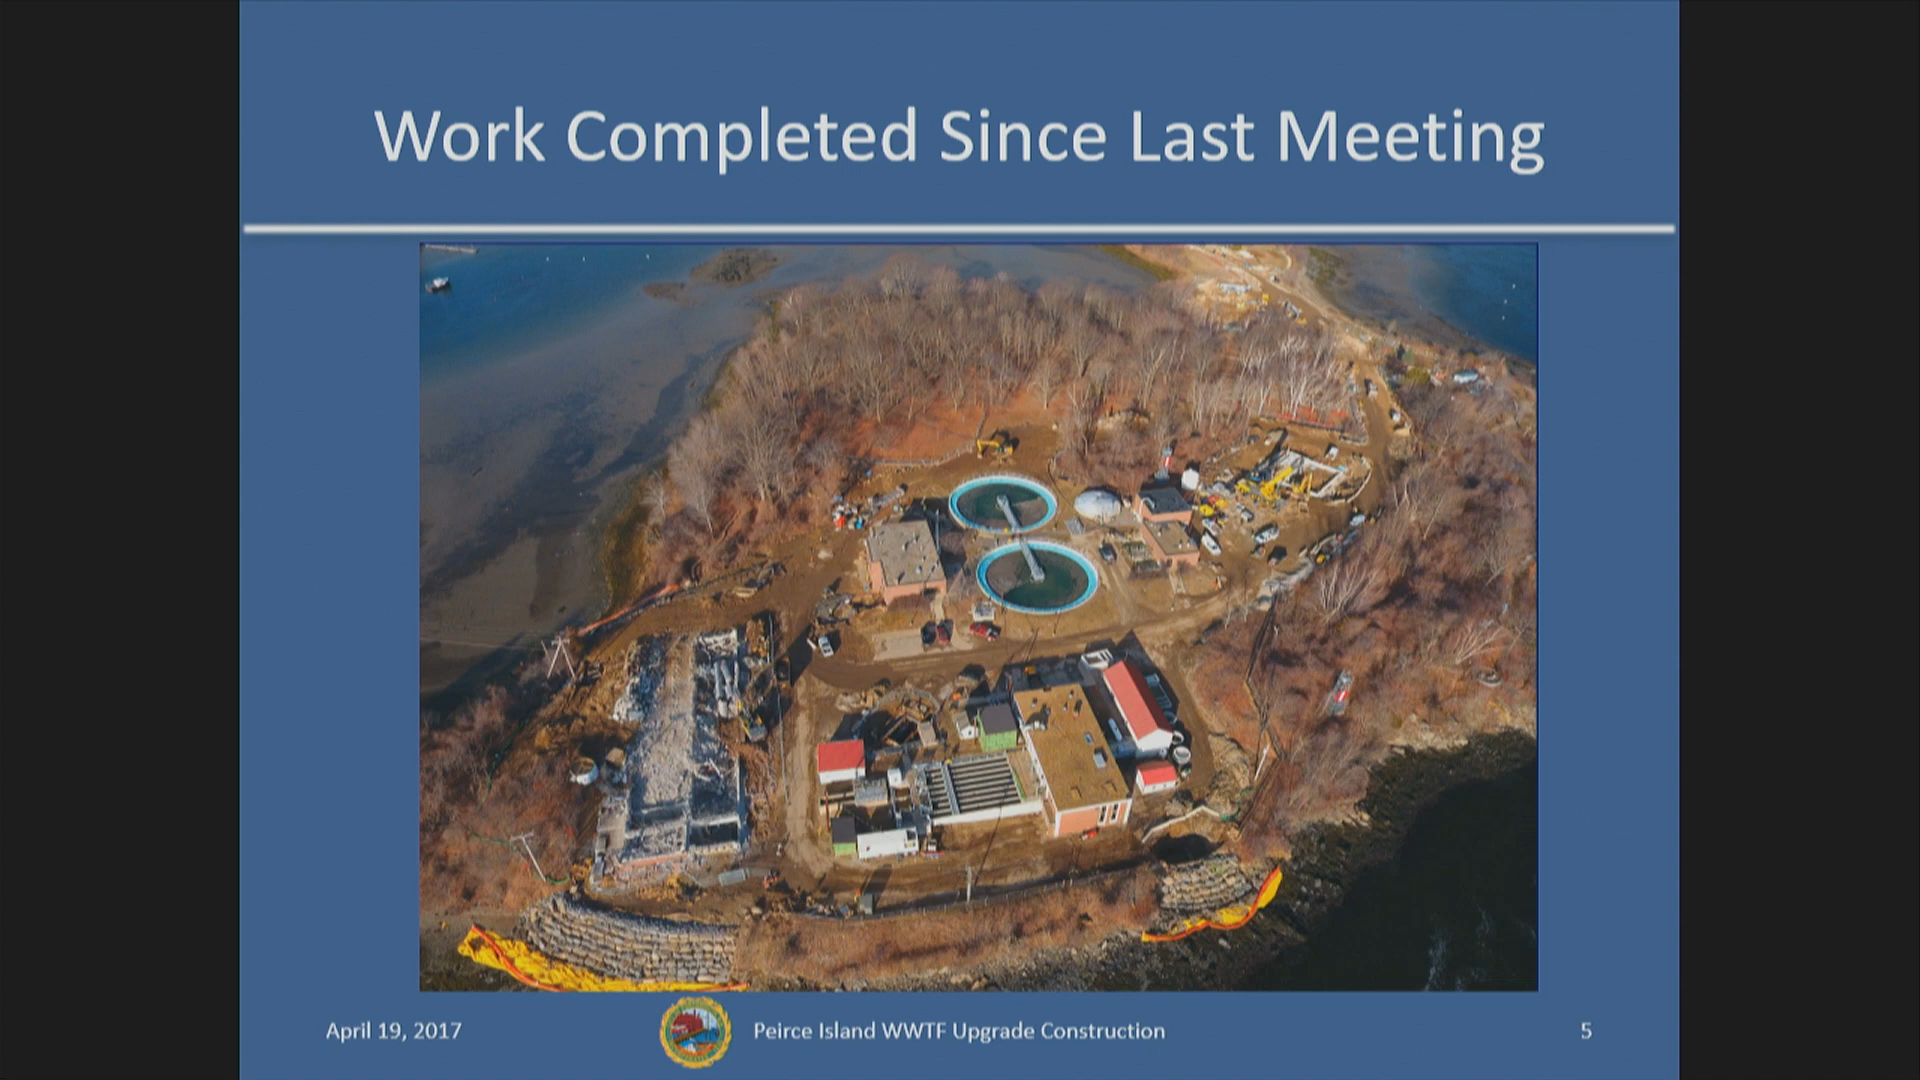 Work Completed Since Last Meeting
April 19, 2017
Peirce Island WWTF Upgrade Construction
5